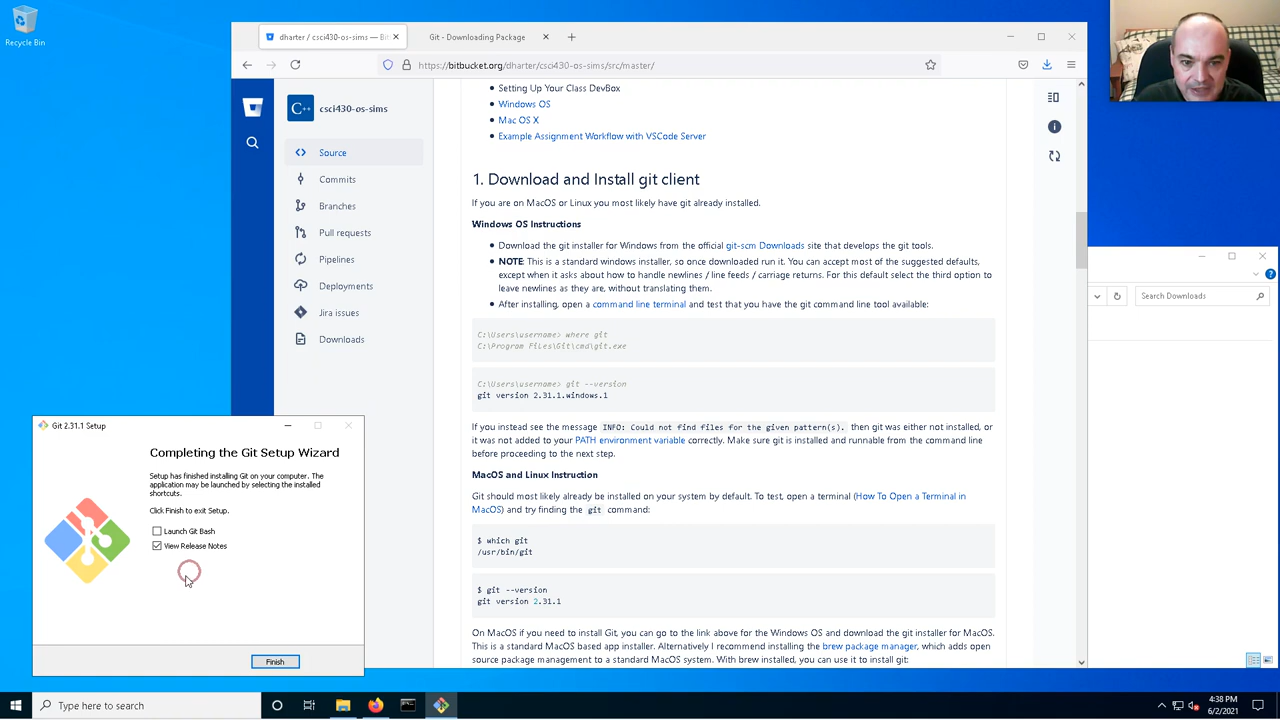 Recycle Bin
dharter / csci430-os-sims — Bit
Git - Downloading Package
https://bitbucket.org/dharter/csci430-os-sims/src/master/
C++ csci430-os-sims
Source
Commits
Branches
Pull requests
Pipelines
Deployments
Jira issues
Downloads
Setting Up Your Class DevBox
Windows OS
Mac OS X
Example Assignment Workflow with VSCode Server
1. Download and Install git client
If you are on MacOS or Linux you most likely have git already installed.
Windows OS Instructions
Download the git installer for Windows from the official git-scm Downloads site that develops the git tools.
NOTE: This is a standard windows installer, so once downloaded run it. You can accept most of the suggested defaults,
except when it asks about how to handle newlines / line feeds / carriage returns. For this default select the third option to
leave newlines as they are, without translating them.
After installing, open a command line terminal and test that you have the git command line tool available:
C:\Users\username> where git
C:\Program Files\Git\cmd\git.exe
C:\Users\username> git --version
git version 2.31.1.windows.1
If you instead see the message INFO: Could not find files for the given pattern(s). then git was either not installed, or
it was not added to your PATH environment variable correctly. Make sure git is installed and runnable from the command line
before proceeding to the next step.
MacOS and Linux Instruction
Git should most likely already be installed on your system by default. To test, open a terminal (How To Open a Terminal in
MacOS) and try finding the git command:
$ which git
/usr/bin/git
$ git --version
git version 2.31.1
On MacOS if you need to install Git, you can go to the link above for the Windows OS and download the git installer for MacOS.
This is a standard MacOS based app installer. Alternatively I recommend installing the brew package manager, which adds open
source package management to a standard MacOS system. With brew installed, you can use it to install git:
Search Downloads
Git 2.31.1 Setup
Completing the Git Setup Wizard
Setup has finished installing Git on your computer. The
application may be launched by selecting the installed
shortcuts.
Click Finish to exit Setup.
Launch Git Bash
View Release Notes
Finish
Type here to search
4:38 PM
6/2/2021